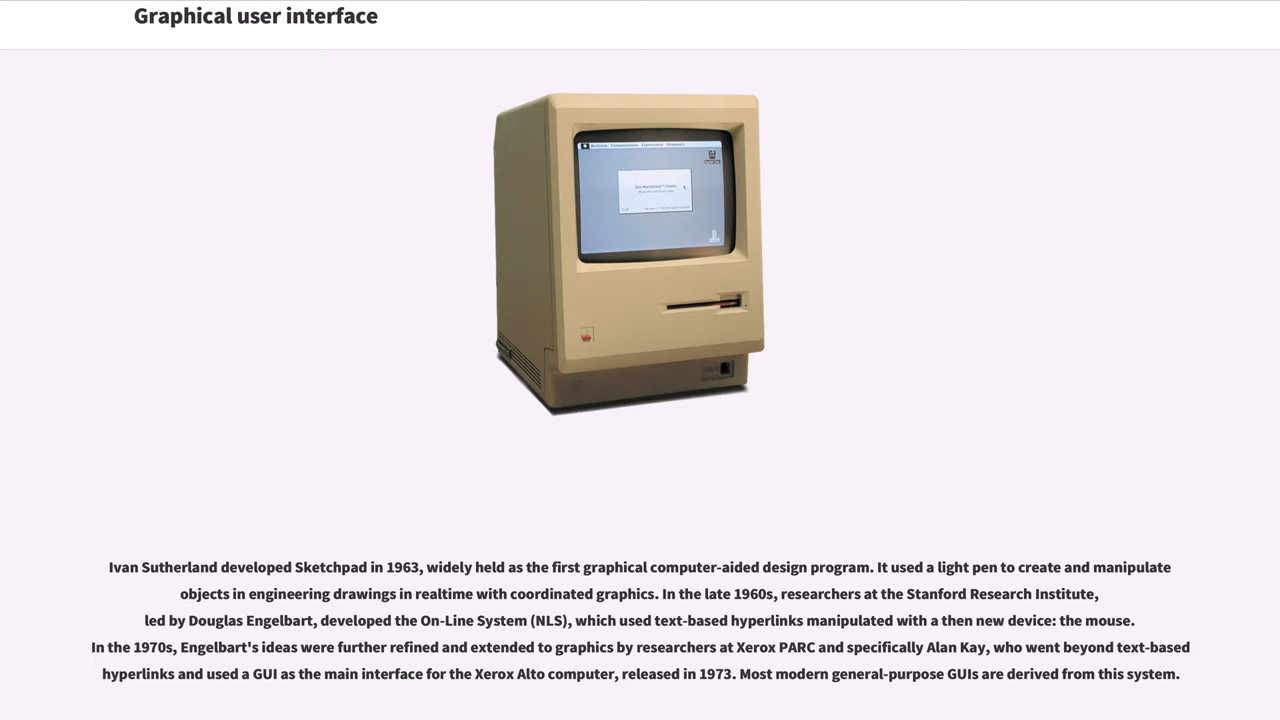 Graphical user interface
Ivan Sutherland developed Sketchpad in 1963, widely held as the first graphical computer-aided design program. It used a light pen to create and manipulate
objects in engineering drawings in realtime with coordinated graphics. In the late 1960s, researchers at the Stanford Research Institute,
led by Douglas Engelbart, developed the On-Line System (NLS), which used text-based hyperlinks manipulated with a then new device: the mouse.
In the 1970s, Engelbart's ideas were further refined and extended to graphics by researchers at Xerox PARC and specifically Alan Kay, who went beyond text-based
hyperlinks and used a GUI as the main interface for the Xerox Alto computer, released in 1973. Most modern general-purpose GUIs are derived from this system.